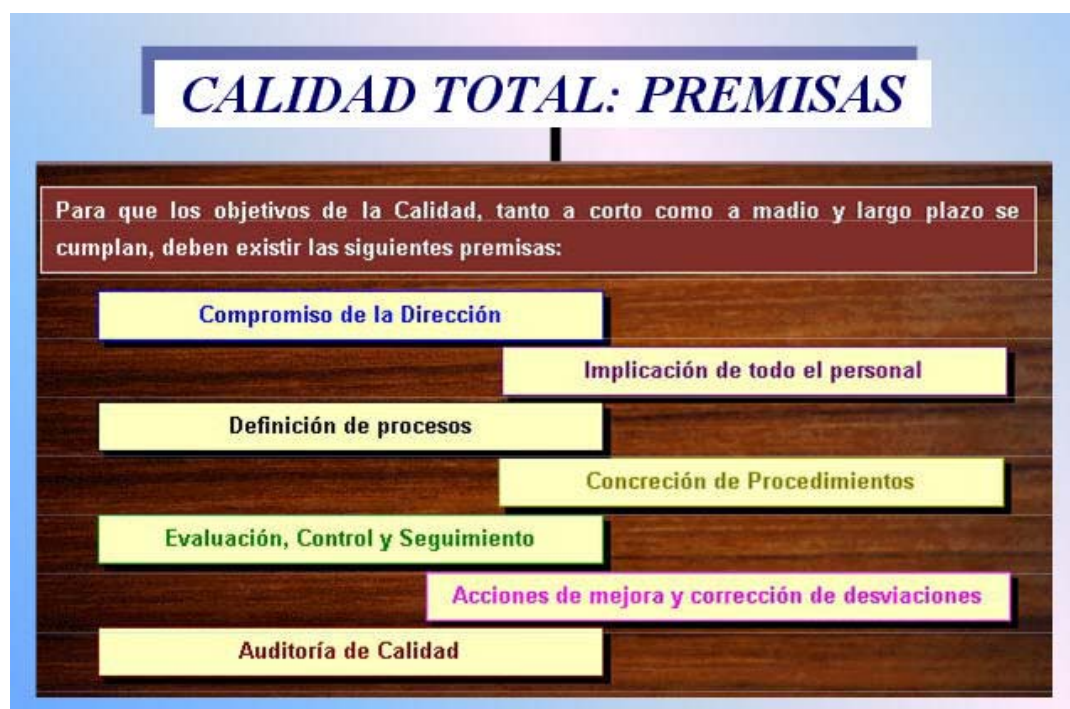 CALIDAD TOTAL: PREMISAS
Para que los objetivos de la Calidad, tanto a corto como a madio y largo plazo se
cumplan, deben existir las siguientes premisas:
Compromiso de la Dirección
Implicación de todo el personal
Definición de procesos
Concreción de Procedimientos
Evaluación, Control y Seguimiento
Acciones de mejora y corrección de desviaciones
Auditoría de Calidad